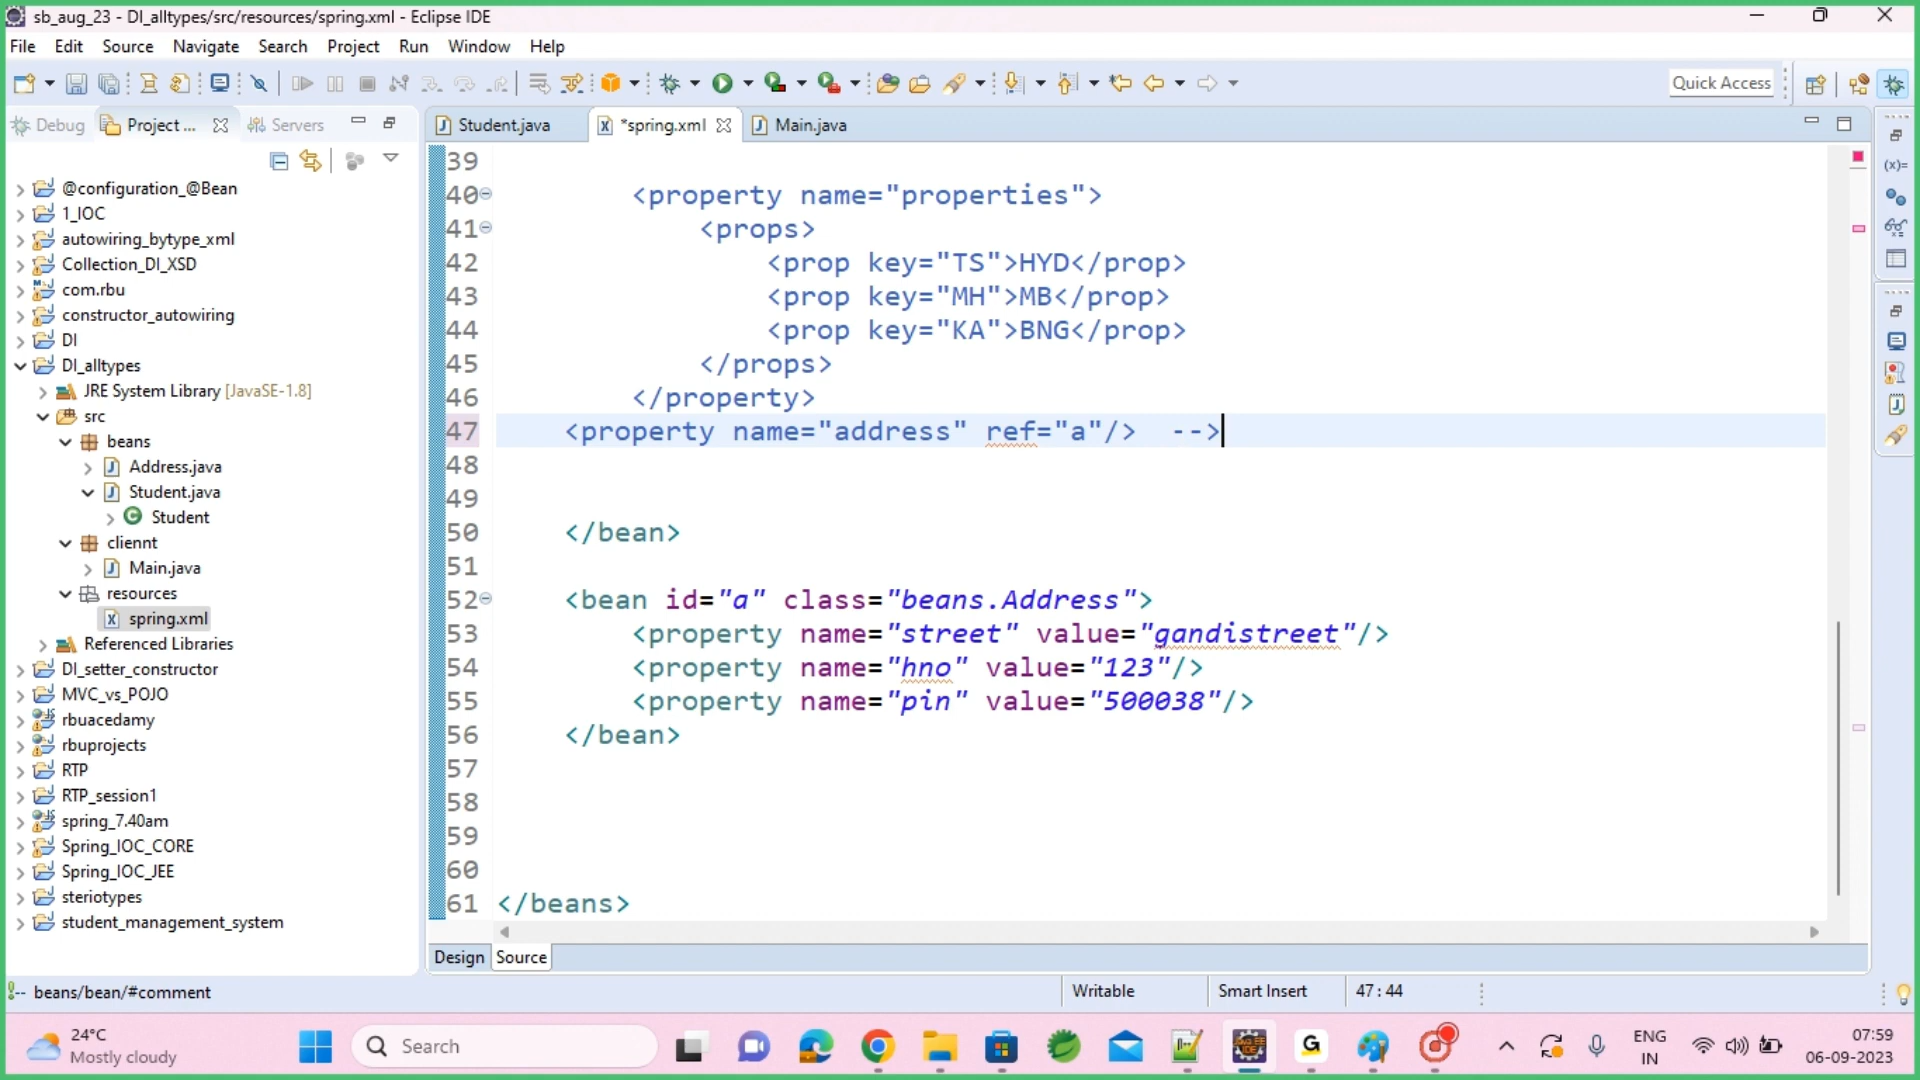 sb_aug_23 - DI_alltypes/src/resources/spring.xml - Eclipse IDE
File Edit Source Navigate Search Project Run Window Help
Quick Access
Debug Project ... Servers
Student.java *spring.xml Main.java
@configuration_@Bean
1_IOC
autowiring_bytype_xml
Collection_DI_XSD
com.rbu
constructor_autowiring
DI
DI_alltypes
JRE System Library [JavaSE-1.8]
src
beans
Address.java
Student.java
Student
cliennt
Main.java
resources
spring.xml
Referenced Libraries
DI_setter_constructor
MVC_vs_POJO
rbuacedamy
rbuprojects
RTP
RTP_session1
spring_7.40am
Spring_IOC_CORE
Spring_IOC_JEE
steriotypes
student_management_system
39
40 <property name="properties">
41 <props>
42 <prop key="TS">HYD</prop>
43 <prop key="MH">MB</prop>
44 <prop key="KA">BNG</prop>
45 </props>
46 </property>
47 <property name="address" ref="a"/> -->
48
49
50 </bean>
51
52 <bean id="a" class="beans.Address">
53 <property name="street" value="gandistreet"/>
54 <property name="hno" value="123"/>
55 <property name="pin" value="500038"/>
56 </bean>
57
58
59
60
61 </beans>
(x)=
Design Source
beans/bean/#comment
Writable Smart Insert 47 : 44
24°C
Mostly cloudy
Search
ENG
IN
07:59
06-09-2023